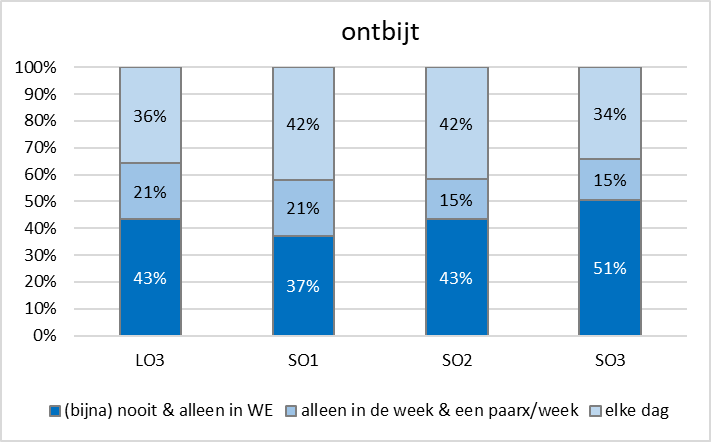 ontbijt
100%
90%
80%
70%
60%
50%
40%
30%
20%
10%
0%
36% 42% 42% 34%
21% 21% 15% 15%
43% 37% 43% 51%
LO3 SO1 SO2 SO3
(bijna) nooit & alleen in WE alleen in de week & een paarx/week elke dag